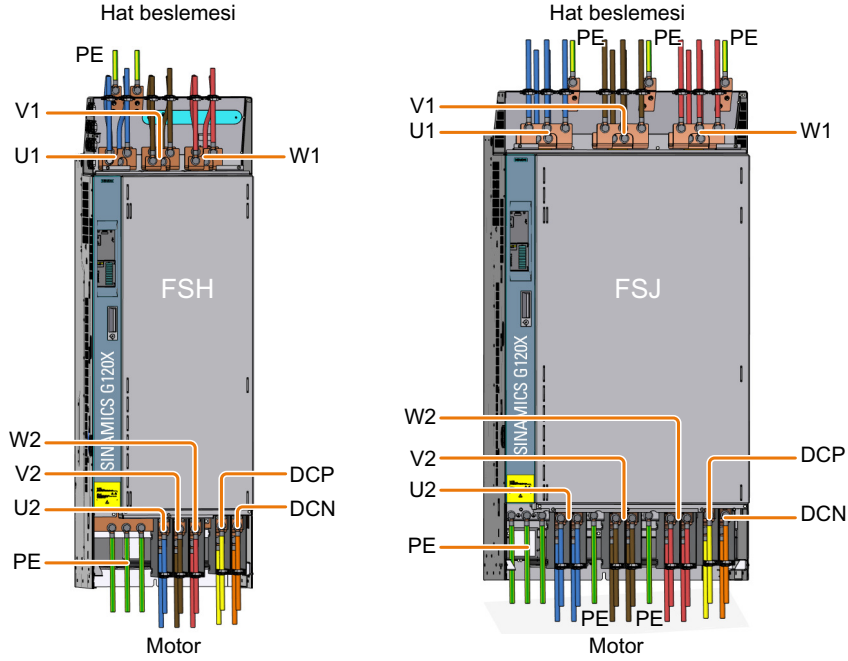 Hat beslemesi
PE
V1
U1
W1
FSH
SINAMICS G120X
W2
V2
U2
DCP
DCN
PE
Motor
Hat beslemesi
PE
PE
PE
V1
U1
W1
FSJ
SINAMICS G120X
W2
V2
U2
DCP
DCN
PE
PE
PE
Motor